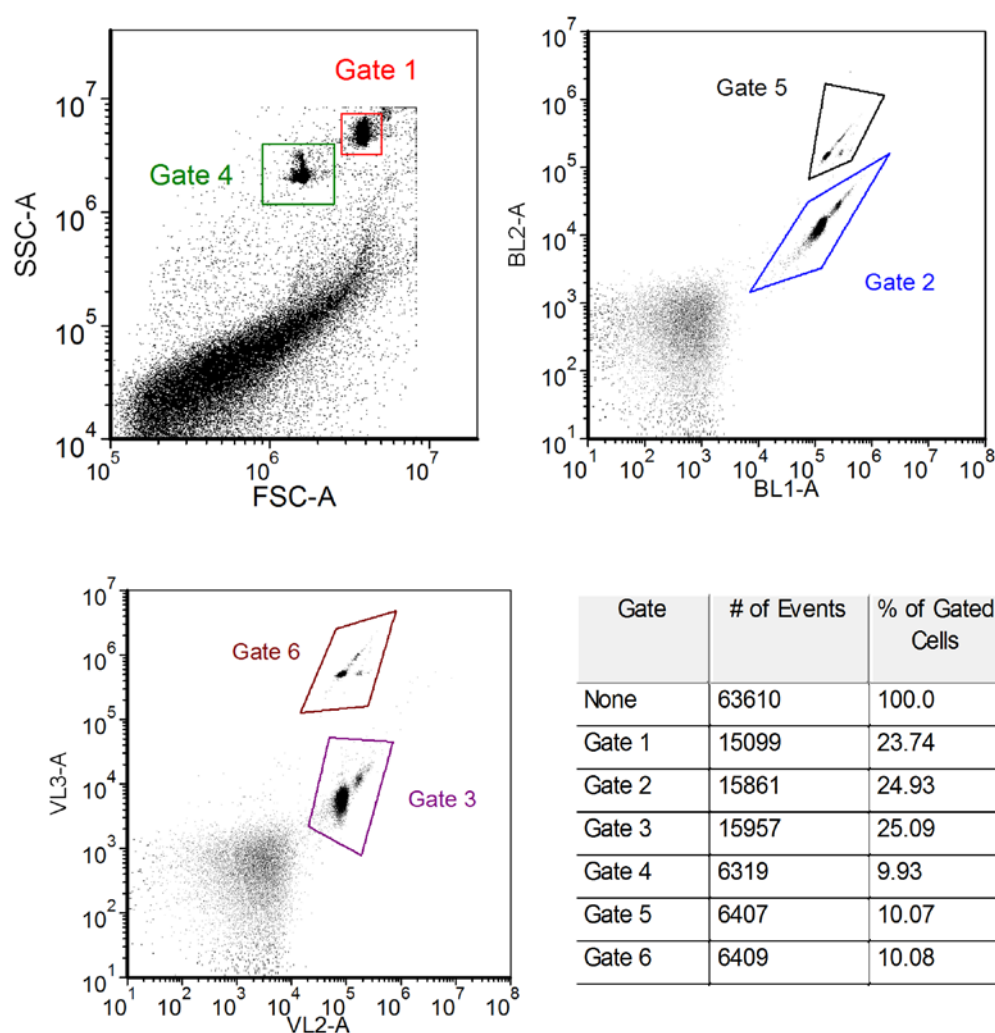 Gate 1
Gate 4
SSC-A
10^7
10^6
10^5
10^4
10^5
10^6
10^7
FSC-A
Gate 5
Gate 2
BL2-A
10^7
10^6
10^5
10^4
10^3
10^2
10^1
10^1 10^2 10^3 10^4 10^5 10^6 10^7 10^8
BL1-A
Gate 6
Gate 3
VL3-A
10^7
10^6
10^5
10^4
10^3
10^2
10^1
10^1 10^2 10^3 10^4 10^5 10^6 10^7 10^8
VL2-A
Gate # of Events % of Gated
Cells
None 63610 100.0
Gate 1 15099 23.74
Gate 2 15861 24.93
Gate 3 15957 25.09
Gate 4 6319 9.93
Gate 5 6407 10.07
Gate 6 6409 10.08